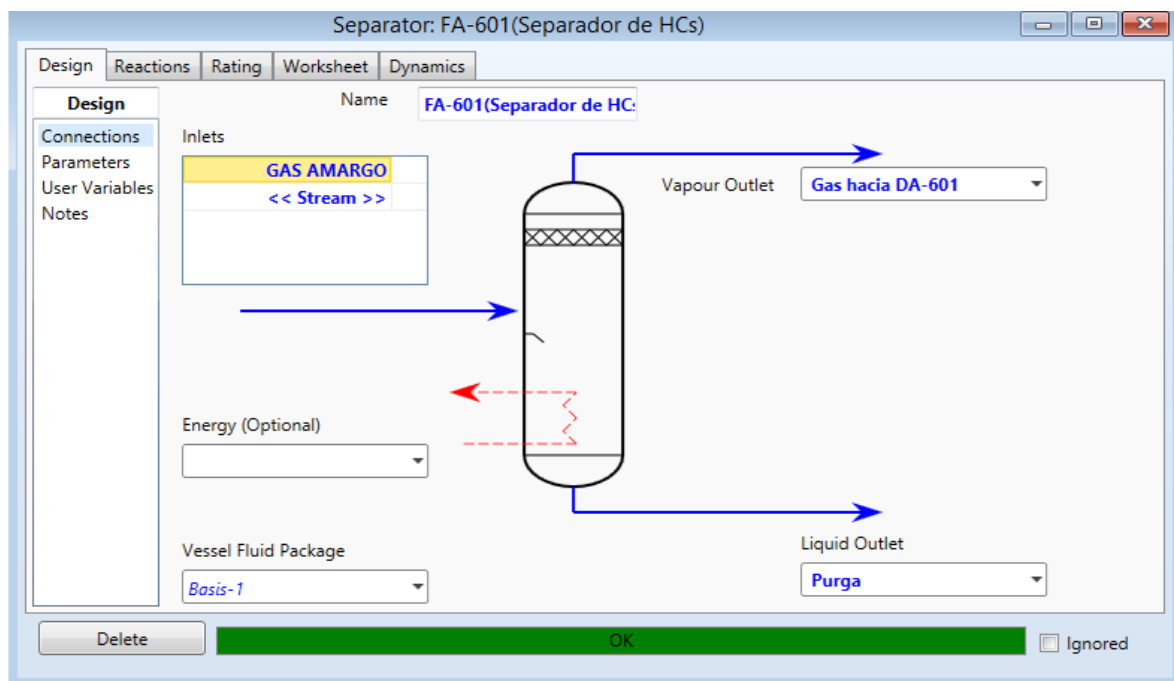 Separator: FA-601(Separador de HCs)
Design Reactions Rating Worksheet Dynamics
Design
Connections
Parameters
User Variables
Notes
Name FA-601(Separador de HC:
Inlets
GAS AMARGO
<< Stream >>
Vapour Outlet Gas hacia DA-601
Energy (Optional)
Vessel Fluid Package
Basis-1
Liquid Outlet
Purga
Delete OK Ignored